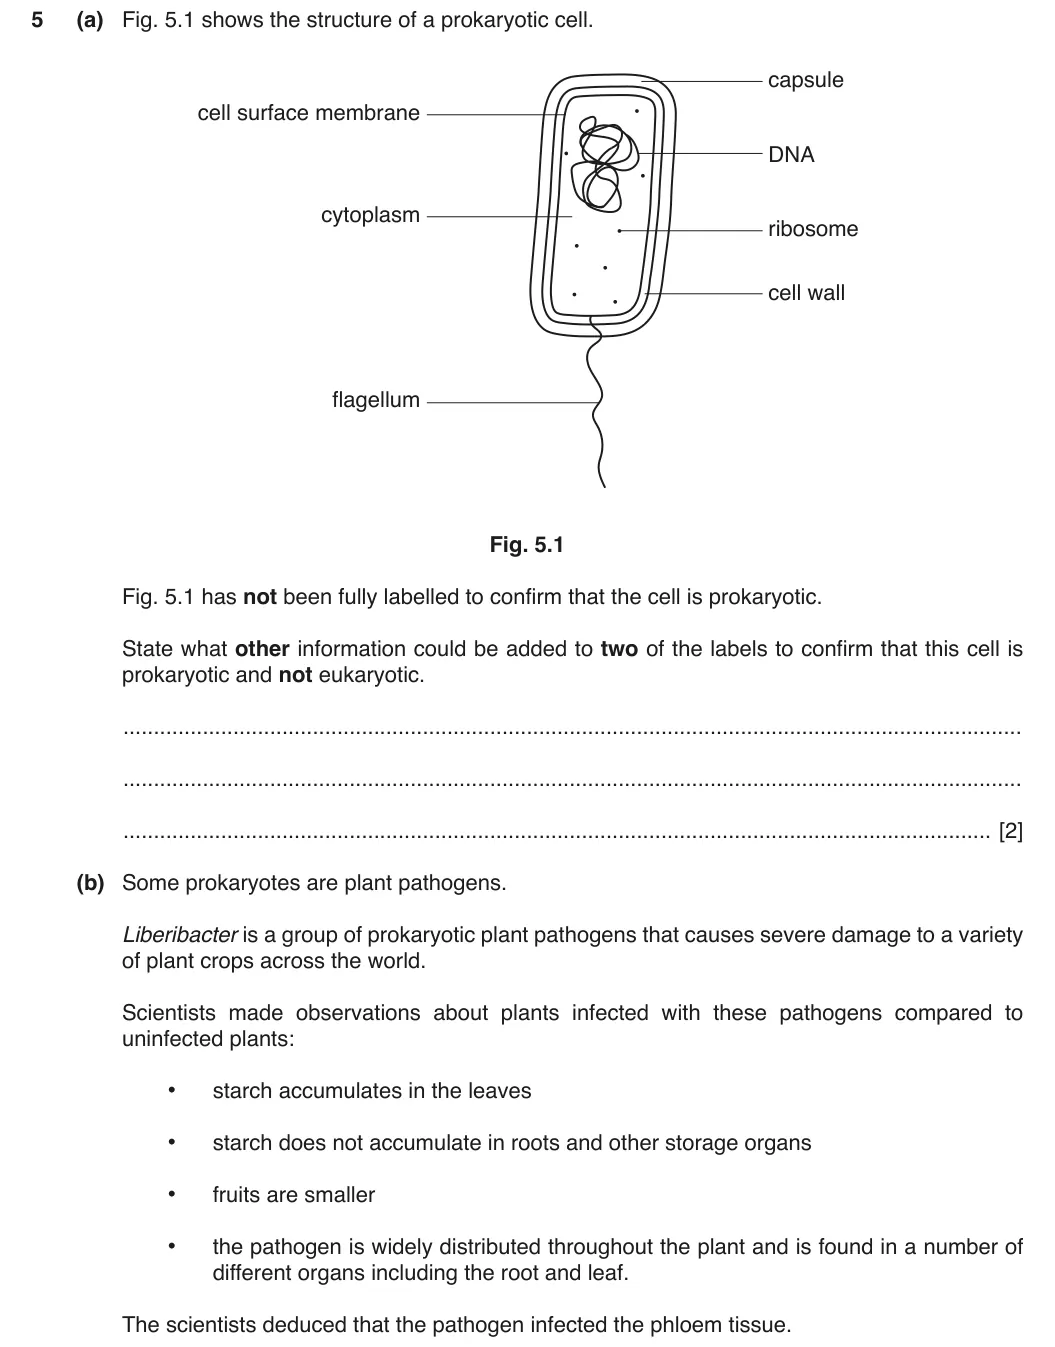 5 (a) Fig. 5.1 shows the structure of a prokaryotic cell.
capsule
cell surface membrane
DNA
cytoplasm
ribosome
cell wall
flagellum
Fig. 5.1
Fig. 5.1 has not been fully labelled to confirm that the cell is prokaryotic.
State what other information could be added to two of the labels to confirm that this cell is
prokaryotic and not eukaryotic.
..........................................................................................................................................
..........................................................................................................................................
..................................................................................................................................... [2]
(b) Some prokaryotes are plant pathogens.
Liberibacter is a group of prokaryotic plant pathogens that causes severe damage to a variety
of plant crops across the world.
Scientists made observations about plants infected with these pathogens compared to
uninfected plants:
• starch accumulates in the leaves
• starch does not accumulate in roots and other storage organs
• fruits are smaller
• the pathogen is widely distributed throughout the plant and is found in a number of
different organs including the root and leaf.
The scientists deduced that the pathogen infected the phloem tissue.